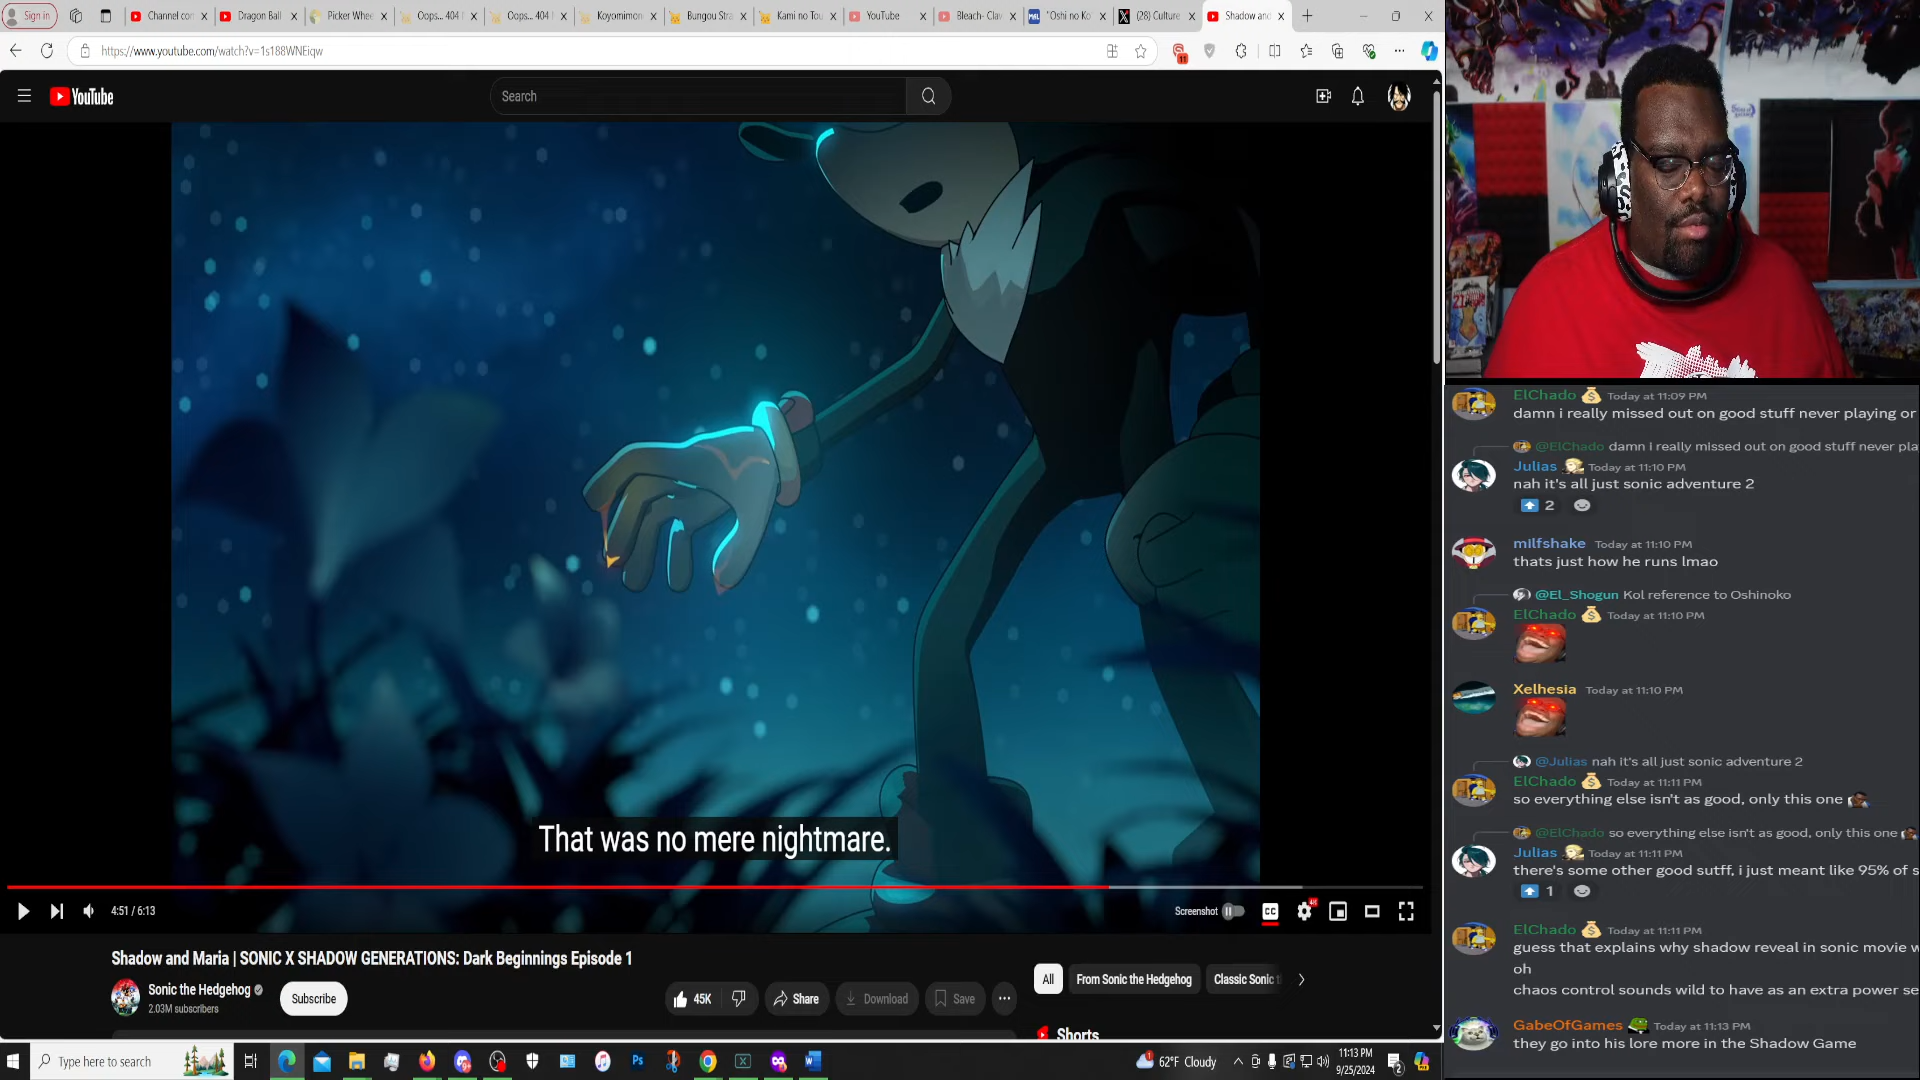 Sign in
Channel con
Dragon Ball
Picker Whee
Oops... 404 !
Oops... 404 !
Koyomimon
Bungou Stra
Kami no Tou
YouTube
Bleach- Clav
"Oshi no Ko
(28) Culture
Shadow and
https://www.youtube.com/watch?v=1s188WNEiqw
11
YouTube
Search
That was no mere nightmare.
4:51 / 6:13
Screenshot
CC
Shadow and Maria | SONIC X SHADOW GENERATIONS: Dark Beginnings Episode 1
Sonic the Hedgehog
2.03M subscribers
Subscribe
45K
Share
Download
Save
All
From Sonic the Hedgehog
Classic Sonic t
Shorts
ElChado Today at 11:09 PM
damn i really missed out on good stuff never playing or
@ElChado damn i really missed out on good stuff never pla
Julias Today at 11:10 PM
nah it's all just sonic adventure 2
2
milfshake Today at 11:10 PM
thats just how he runs lmao
@El_Shogun Kol reference to Oshinoko
ElChado Today at 11:10 PM
Xelhesia Today at 11:10 PM
@Julias nah it's all just sonic adventure 2
ElChado Today at 11:11 PM
so everything else isn't as good, only this one
@ElChado so everything else isn't as good, only this one
Julias Today at 11:11 PM
there's some other good sutff, i just meant like 95% of s
1
ElChado Today at 11:11 PM
guess that explains why shadow reveal in sonic movie w
oh
chaos control sounds wild to have as an extra power se
GabeOfGames Today at 11:13 PM
they go into his lore more in the Shadow Game
Type here to search
62°F Cloudy
11:13 PM
9/25/2024
2